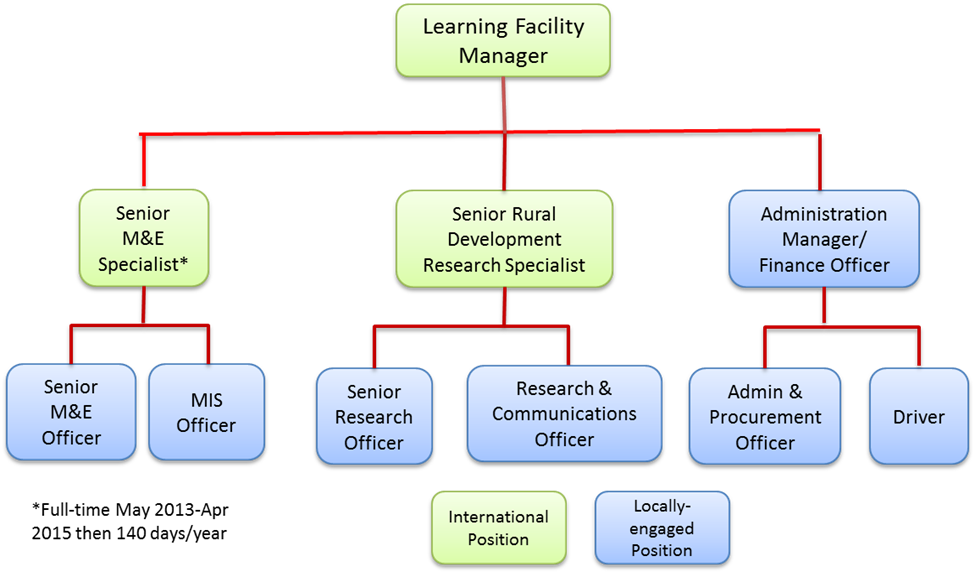 Learning Facility
Manager
Senior
M&E
Specialist*
Senior Rural
Development
Research Specialist
Administration
Manager/
Finance Officer
Senior
M&E
Officer
MIS
Officer
Senior
Research
Officer
Research &
Communications
Officer
Admin &
Procurement
Officer
Driver
*Full-time May 2013-Apr
2015 then 140 days/year
International
Position
Locally-
engaged
Position